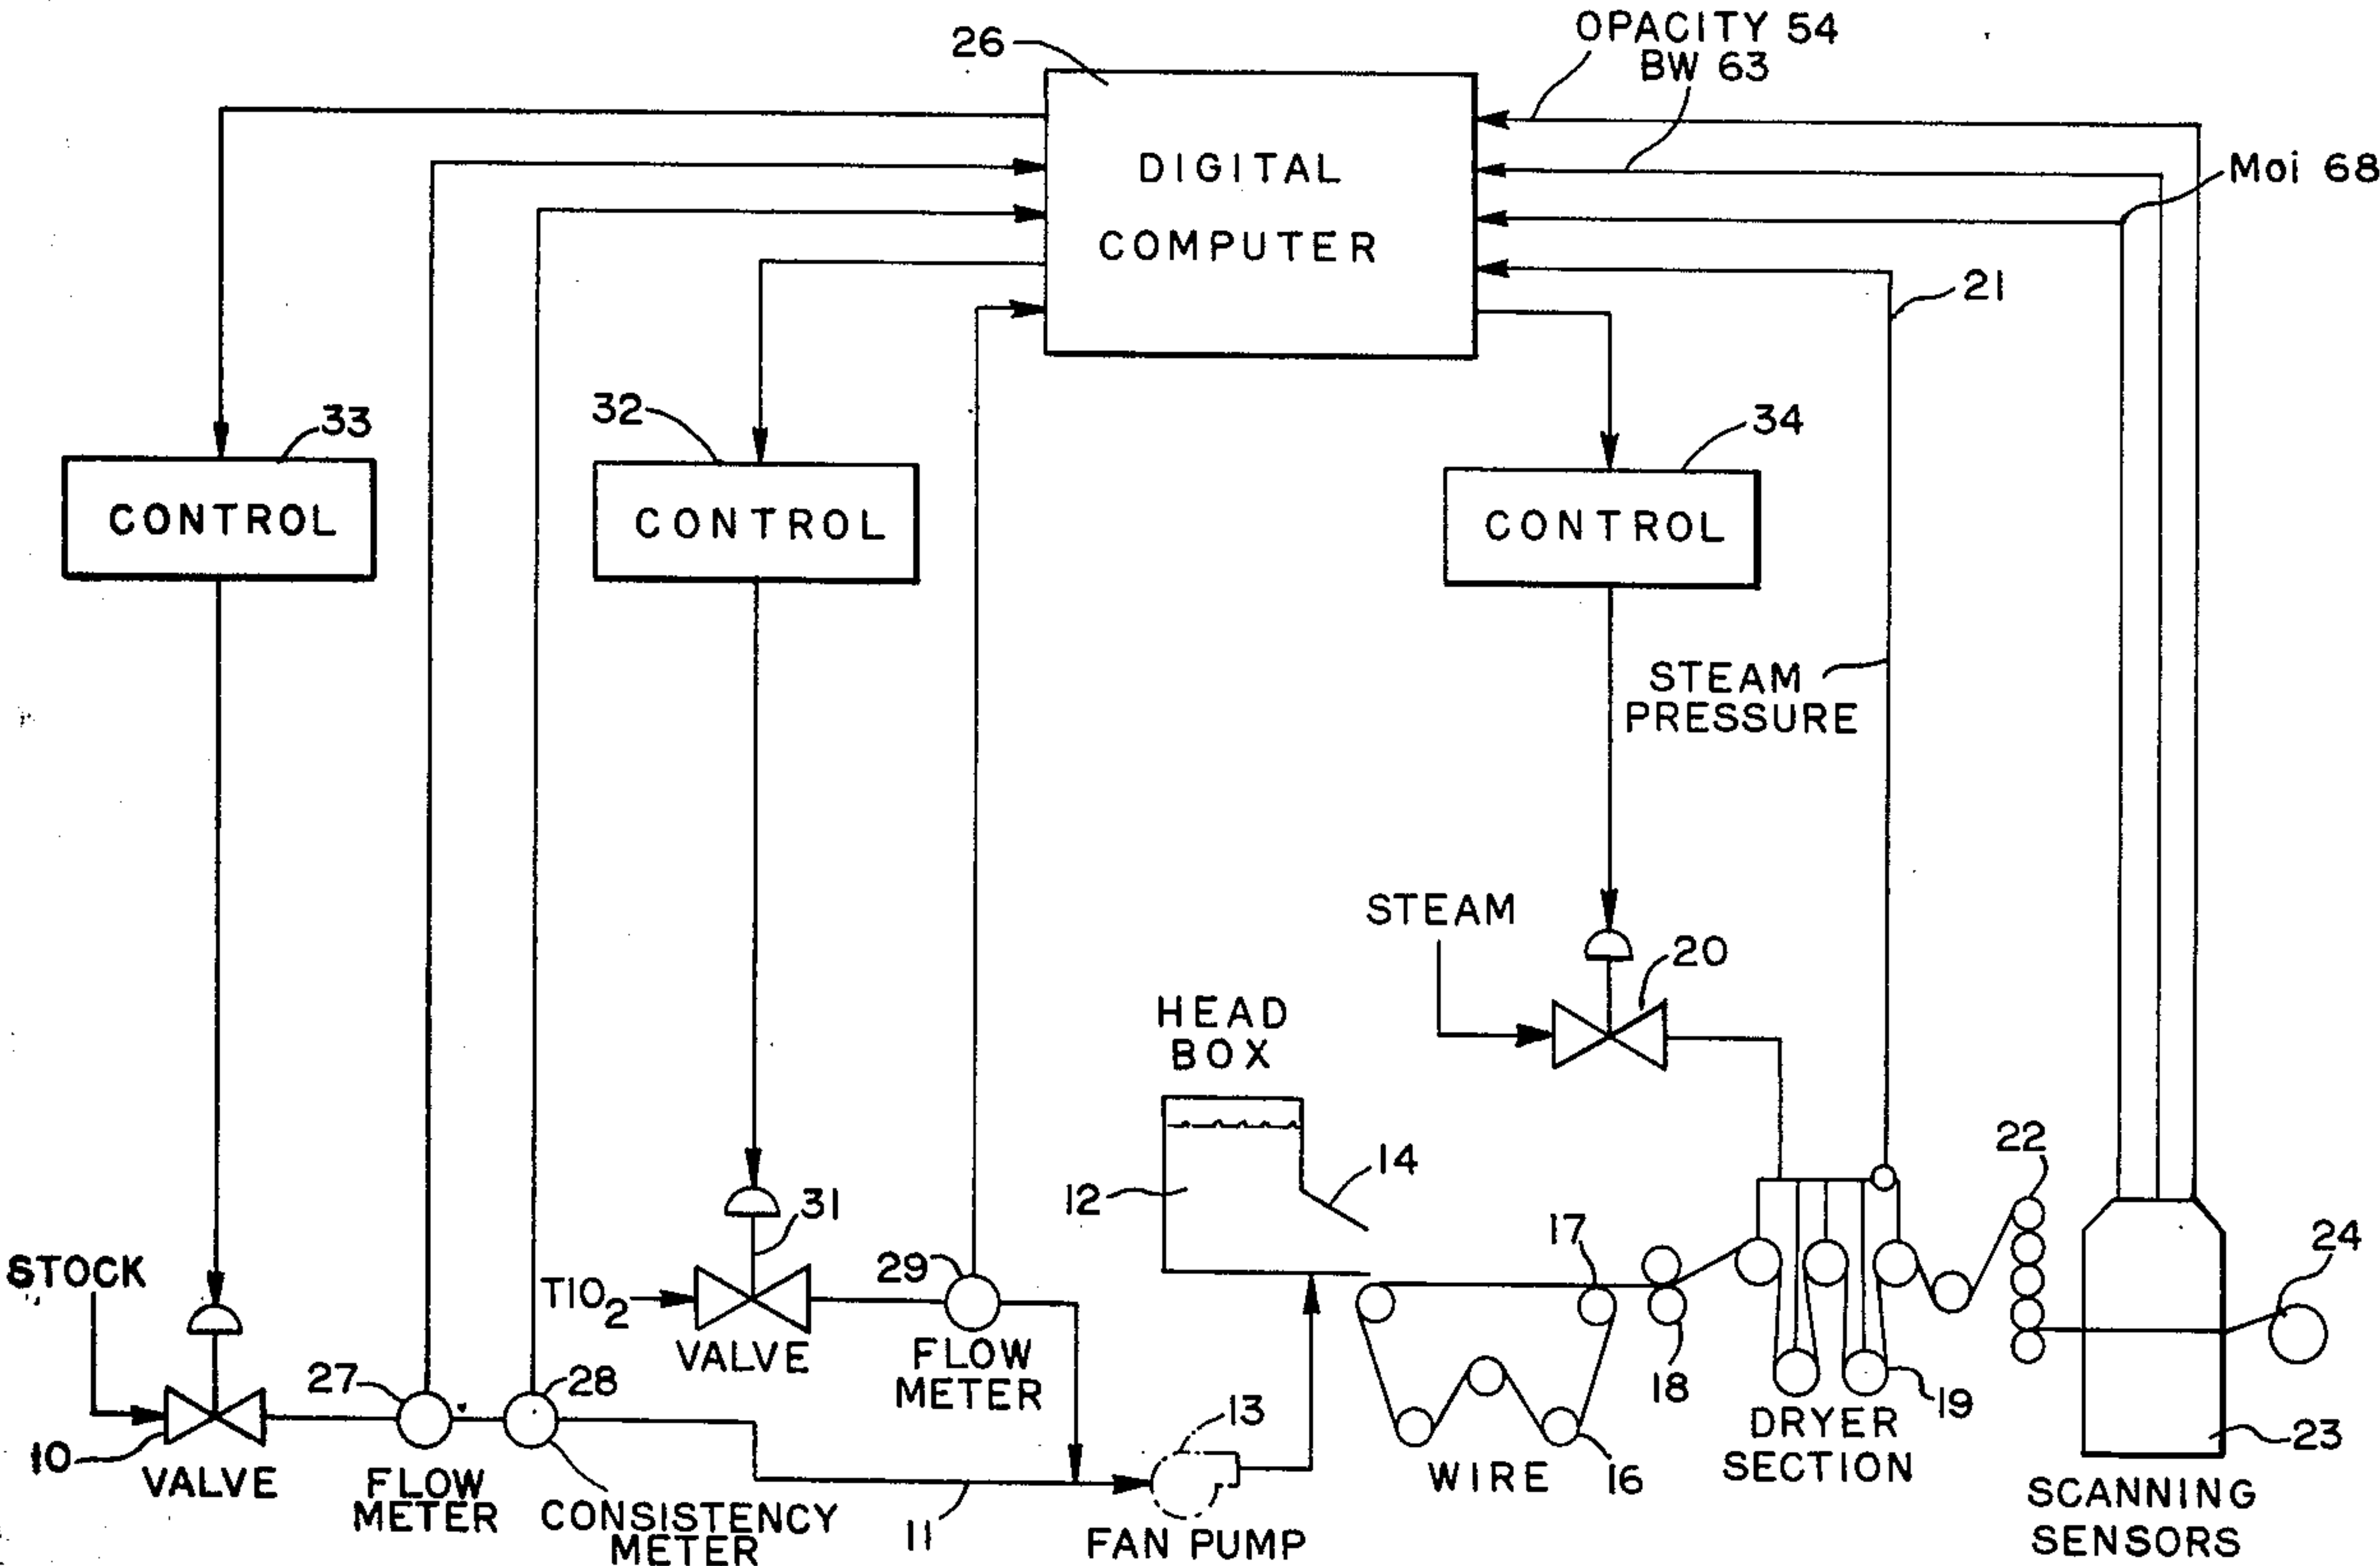 OPACITY 54
BW 63
26
DIGITAL
COMPUTER
Moi 68
21
33
32
34
CONTROL
CONTROL
CONTROL
STEAM
PRESSURE
STEAM
20
HEAD
BOX
12
14
22
31
17
24
STOCK
TIO2
29
VALVE
FLOW
METER
27
28
18
19
13
10
VALVE
FLOW
METER
CONSISTENCY
METER
11
FAN PUMP
WIRE
16
DRYER
SECTION
23
SCANNING
SENSORS